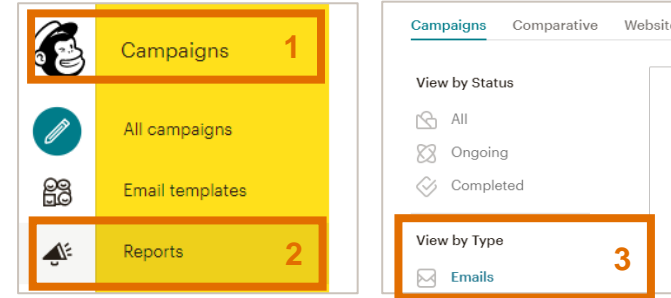 Campaigns 1
All campaigns
Email templates
Reports 2
Campaigns Comparative Website
View by Status
All
Ongoing
Completed
View by Type 3
Emails